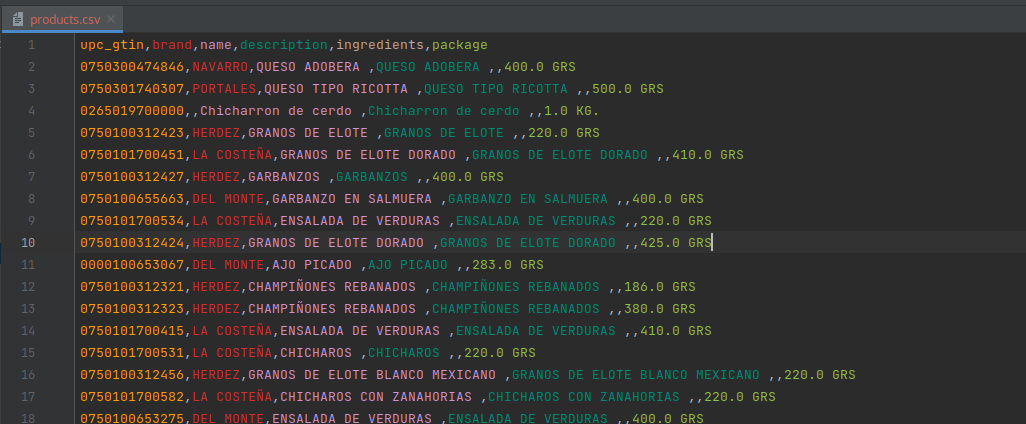 products.csv
1 upc_gtin,brand,name,description,ingredients,package
2 0750300474846,NAVARRO,QUESO ADOBERA ,QUESO ADOBERA ,,400.0 GRS
3 0750301740307,PORTALES,QUESO TIPO RICOTTA ,QUESO TIPO RICOTTA ,,500.0 GRS
4 0265019700000,,Chicharron de cerdo ,Chicharron de cerdo ,,1.0 KG.
5 0750100312423,HERDEZ,GRANOS DE ELOTE ,GRANOS DE ELOTE ,,220.0 GRS
6 0750101700451,LA COSTEÑA,GRANOS DE ELOTE DORADO ,GRANOS DE ELOTE DORADO ,,410.0 GRS
7 0750100312427,HERDEZ,GARBANZOS ,GARBANZOS ,,400.0 GRS
8 0750100655663,DEL MONTE,GARBANZO EN SALMUERA ,GARBANZO EN SALMUERA ,,400.0 GRS
9 0750101700534,LA COSTEÑA,ENSALADA DE VERDURAS ,ENSALADA DE VERDURAS ,,220.0 GRS
10 0750100312424,HERDEZ,GRANOS DE ELOTE DORADO ,GRANOS DE ELOTE DORADO ,,425.0 GRS
11 0000100653067,DEL MONTE,AJO PICADO ,AJO PICADO ,,283.0 GRS
12 0750100312321,HERDEZ,CHAMPIÑONES REBANADOS ,CHAMPIÑONES REBANADOS ,,186.0 GRS
13 0750100312323,HERDEZ,CHAMPIÑONES REBANADOS ,CHAMPIÑONES REBANADOS ,,380.0 GRS
14 0750101700415,LA COSTEÑA,ENSALADA DE VERDURAS ,ENSALADA DE VERDURAS ,,410.0 GRS
15 0750101700531,LA COSTEÑA,CHICHAROS ,CHICHAROS ,,220.0 GRS
16 0750100312456,HERDEZ,GRANOS DE ELOTE BLANCO MEXICANO ,GRANOS DE ELOTE BLANCO MEXICANO ,,220.0 GRS
17 0750101700582,LA COSTEÑA,CHICHAROS CON ZANAHORIAS ,CHICHAROS CON ZANAHORIAS ,,220.0 GRS
18 0750100653275,DEL MONTE,ENSALADA DE VERDURAS ,ENSALADA DE VERDURAS ,,400.0 GRS